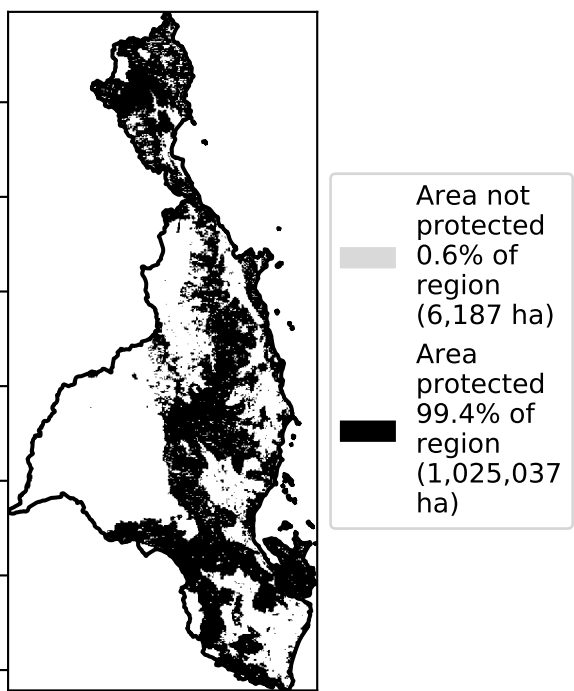 Area not
protected
0.6% of
region
(6,187 ha)
Area
protected
99.4% of
region
(1,025,037
ha)